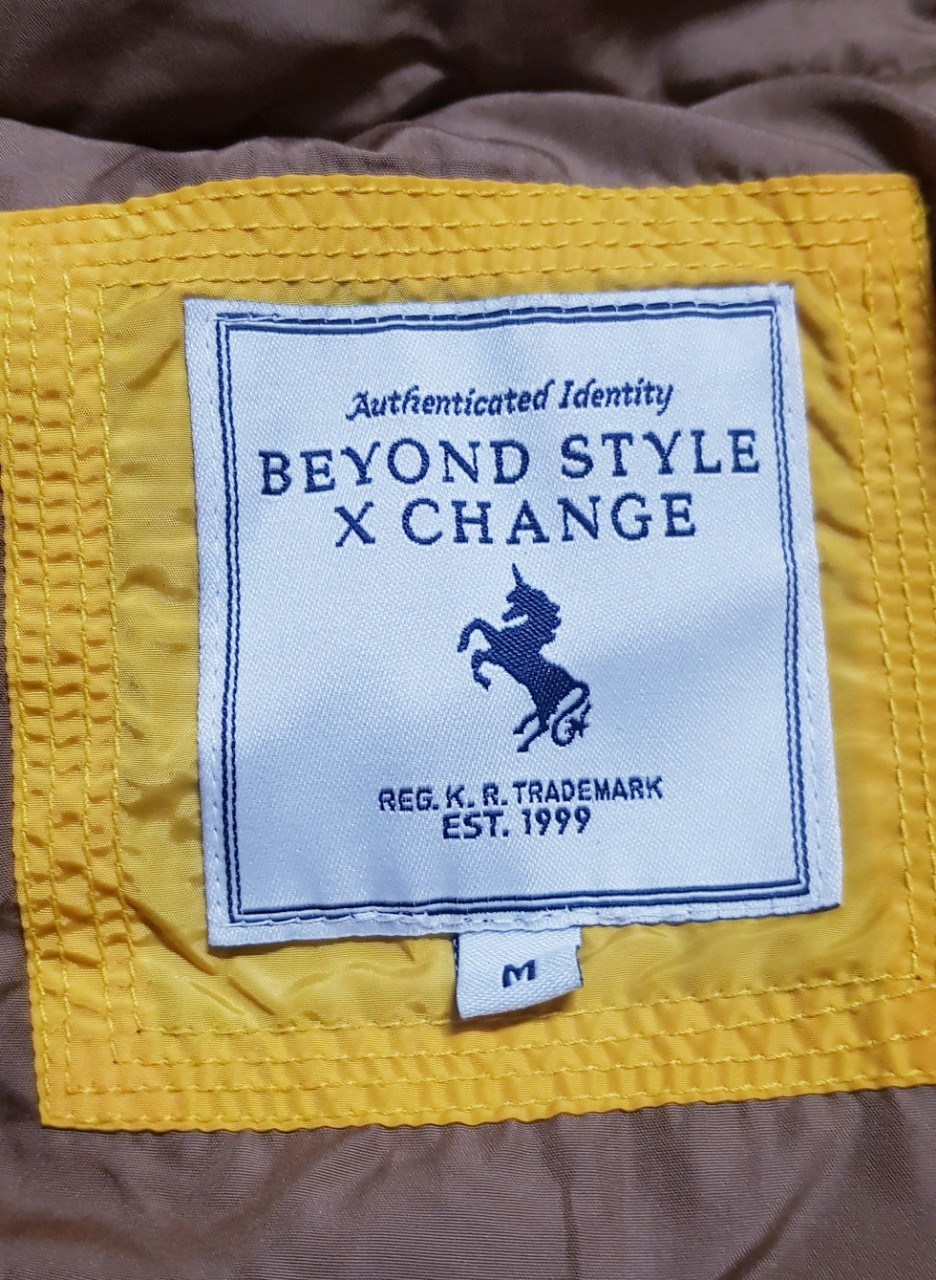 Authenticated Identity
BEYOND STYLE
X CHANGE
REG. K. R. TRADEMARK
EST. 1999
M